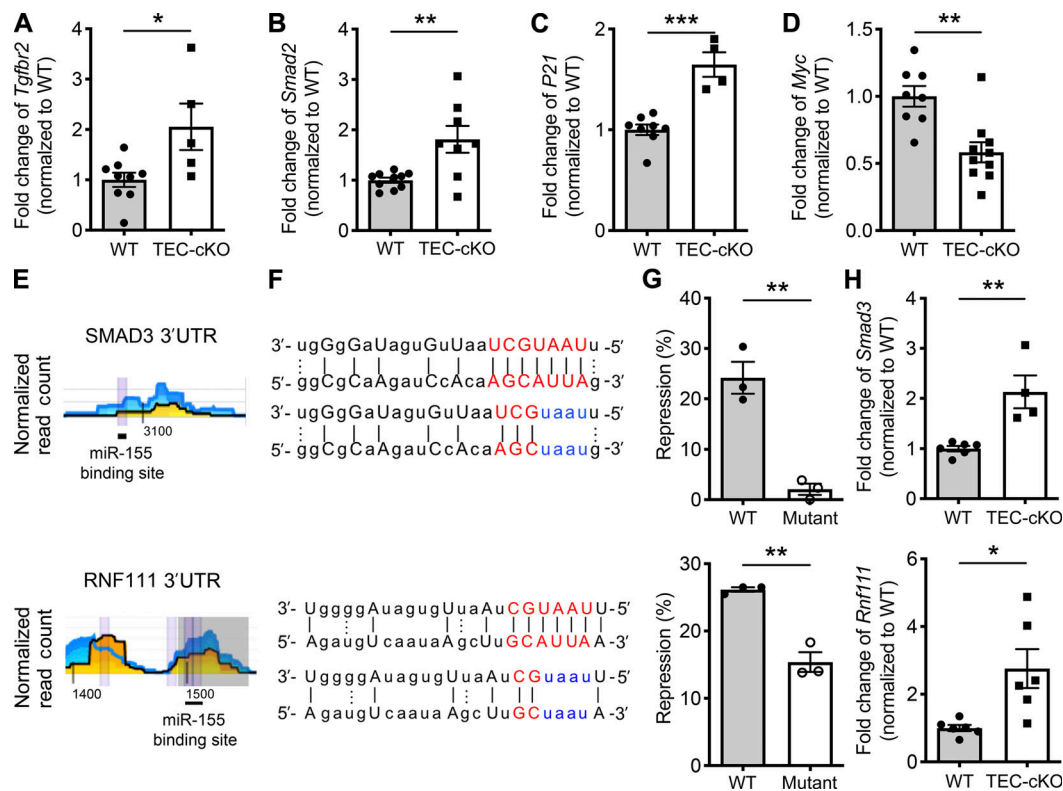 A
Fold change of Tgfbr2
(normalized to WT)
4
3
2
1
0
*
WT
TEC-cKO
B
Fold change of Smad2
(normalized to WT)
4
3
2
1
0
**
WT
TEC-cKO
C
Fold change of P21
(normalized to WT)
2
1
0
***
WT
TEC-cKO
D
Fold change of Myc
(normalized to WT)
1.5
1.0
0.5
0.0
**
WT
TEC-cKO
E
SMAD3 3′UTR
Normalized
read count
3100
miR-155
binding site
RNF111 3′UTR
Normalized
read count
1400
1500
miR-155
binding site
F
3′- ugGgGaUaguGuUaaUCGUAAUu -5′
5′- ggCgCaAgauCcAcaAGCAUUAg -3′
3′- ugGgGaUaguGuUaaUCGuaauu -5′
5′- ggCgCaAgauCcAcaAGCuaaug -3′
3′- UggggAuaguguUaAuCGUAAUU -5′
5′- AgaugUcaauaAgcUuGCAUUAA -3′
3′- UggggAuaguguUaAuCGuaauU -5′
5′- AgaugUcaauaAgcUuGCuaauA -3′
G
Repression (%)
40
30
20
10
0
**
WT
Mutant
Repression (%)
30
20
10
0
**
WT
Mutant
H
Fold change of Smad3
(normalized to WT)
4
3
2
1
0
**
WT
TEC-cKO
Fold change of Rnf111
(normalized to WT)
6
4
2
0
*
WT
TEC-cKO